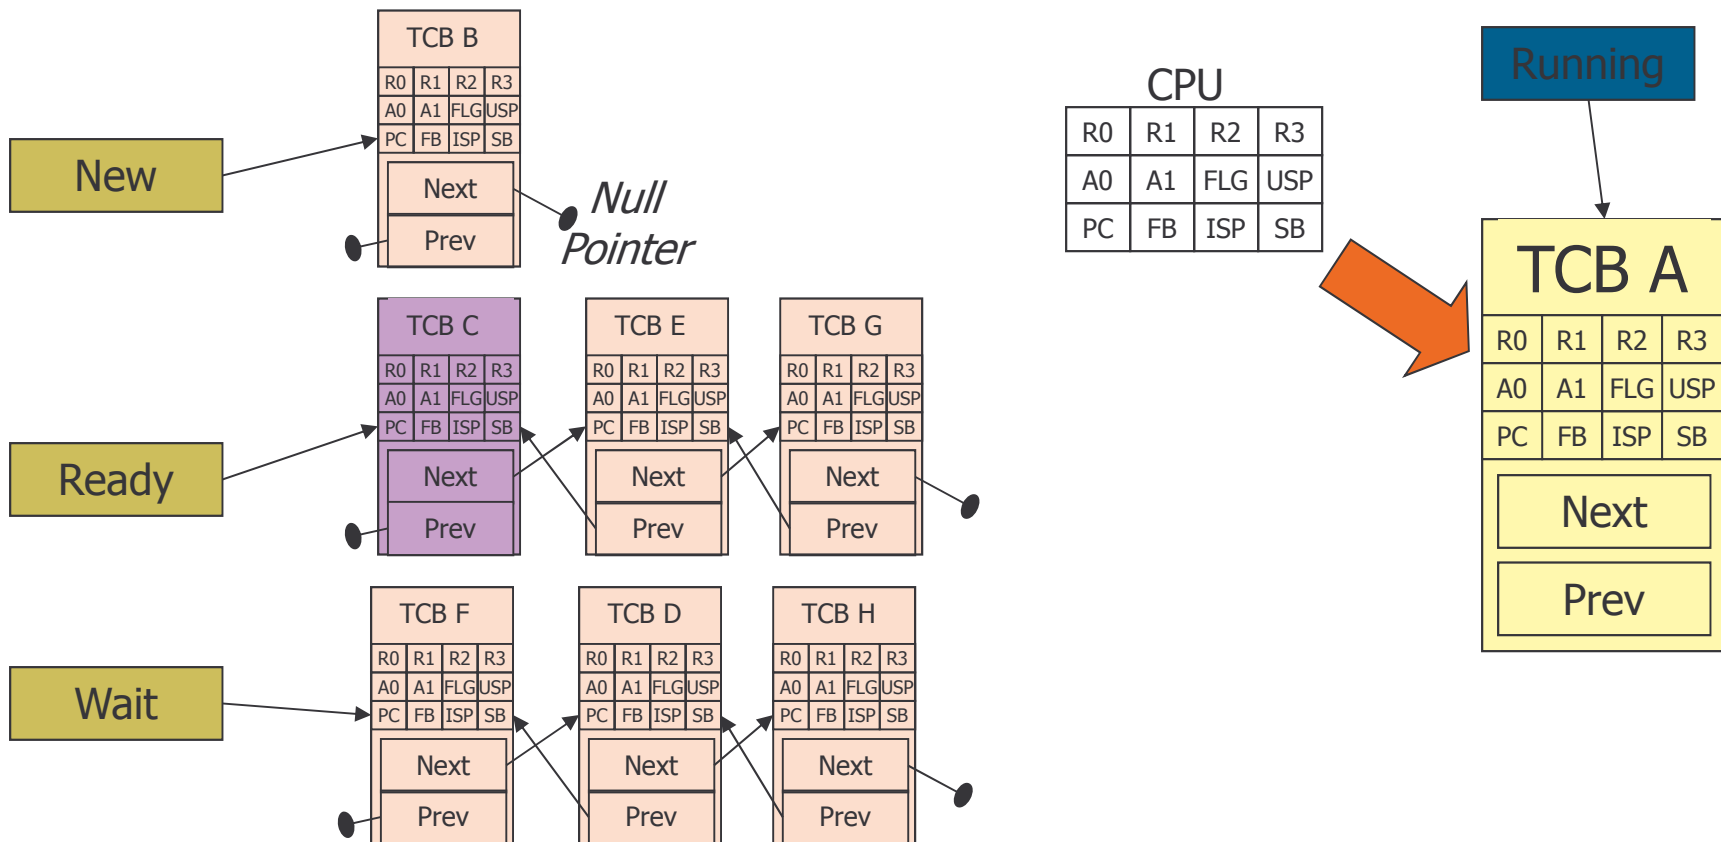 TCB B
R0 R1 R2 R3
A0 A1 FLG USP
PC FB ISP SB
Next
Prev
New
Null
Pointer
CPU
R0 R1 R2 R3
A0 A1 FLG USP
PC FB ISP SB
Running
TCB A
R0 R1 R2 R3
A0 A1 FLG USP
PC FB ISP SB
Next
Prev
Ready
TCB C
R0 R1 R2 R3
A0 A1 FLG USP
PC FB ISP SB
Next
Prev
TCB E
R0 R1 R2 R3
A0 A1 FLG USP
PC FB ISP SB
Next
Prev
TCB G
R0 R1 R2 R3
A0 A1 FLG USP
PC FB ISP SB
Next
Prev
Wait
TCB F
R0 R1 R2 R3
A0 A1 FLG USP
PC FB ISP SB
Next
Prev
TCB D
R0 R1 R2 R3
A0 A1 FLG USP
PC FB ISP SB
Next
Prev
TCB H
R0 R1 R2 R3
A0 A1 FLG USP
PC FB ISP SB
Next
Prev